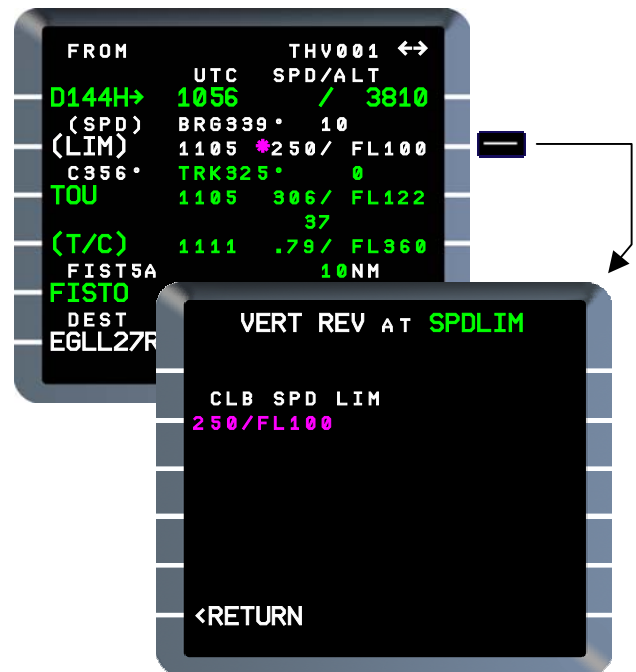 FROM THV001 ↔
UTC SPD/ALT
D144H→ 1056 / 3810
(SPD) BRG339° 10
(LIM) 1105 *250/ FL100
C356° TRK325° 0
TOU 1105 306/ FL122
37
(T/C) 1111 .79/ FL360
FIST5A 10NM
FISTO
DEST
EGLL27R
VERT REV AT SPDLIM
CLB SPD LIM
250/FL100
<RETURN